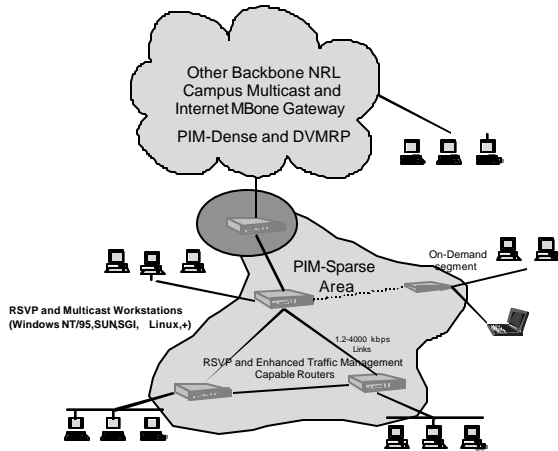 Other Backbone NRL
Campus Multicast and
Internet MBone Gateway
PIM-Dense and DVMRP
On-Demand
segment
PIM-Sparse
Area
RSVP and Multicast Workstations
(Windows NT/95,SUN,SGI, Linux,+)
1.2-4000 kbps
Links
RSVP and Enhanced Traffic Management
Capable Routers